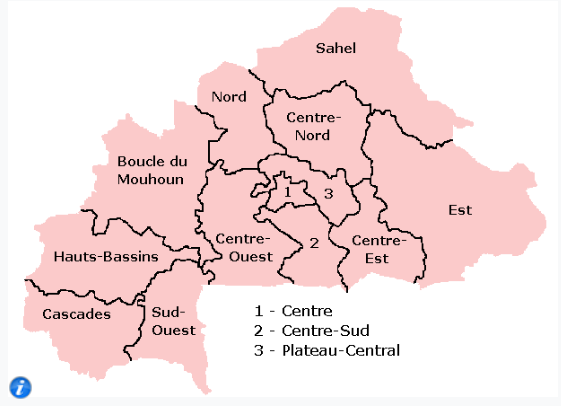 Sahel
Nord
Centre-
Nord
Boucle du
Mouhoun
1
3
Est
Centre-
Ouest
2
Centre-
Est
Hauts-Bassins
Cascades
Sud-
Ouest
1 - Centre
2 - Centre-Sud
3 - Plateau-Central
i